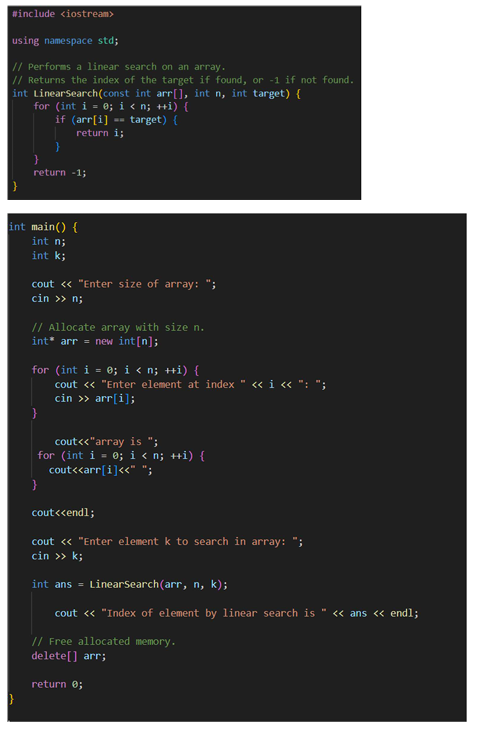 #include <iostream>
using namespace std;
// Performs a linear search on an array.
// Returns the index of the target if found, or -1 if not found.
int LinearSearch(const int arr[], int n, int target) {
    for (int i = 0; i < n; ++i) {
        if (arr[i] == target) {
            return i;
        }
    }
    return -1;
}
int main() {
    int n;
    int k;
    cout << "Enter size of array: ";
    cin >> n;
    // Allocate array with size n.
    int* arr = new int[n];
    for (int i = 0; i < n; ++i) {
        cout << "Enter element at index " << i << ": ";
        cin >> arr[i];
    }
        cout<<"array is ";
     for (int i = 0; i < n; ++i) {
       cout<<arr[i]<<" ";
    }
    cout<<endl;
    cout << "Enter element k to search in array: ";
    cin >> k;
    int ans = LinearSearch(arr, n, k);
        cout << "Index of element by linear search is " << ans << endl;
    // Free allocated memory.
    delete[] arr;
    return 0;
}